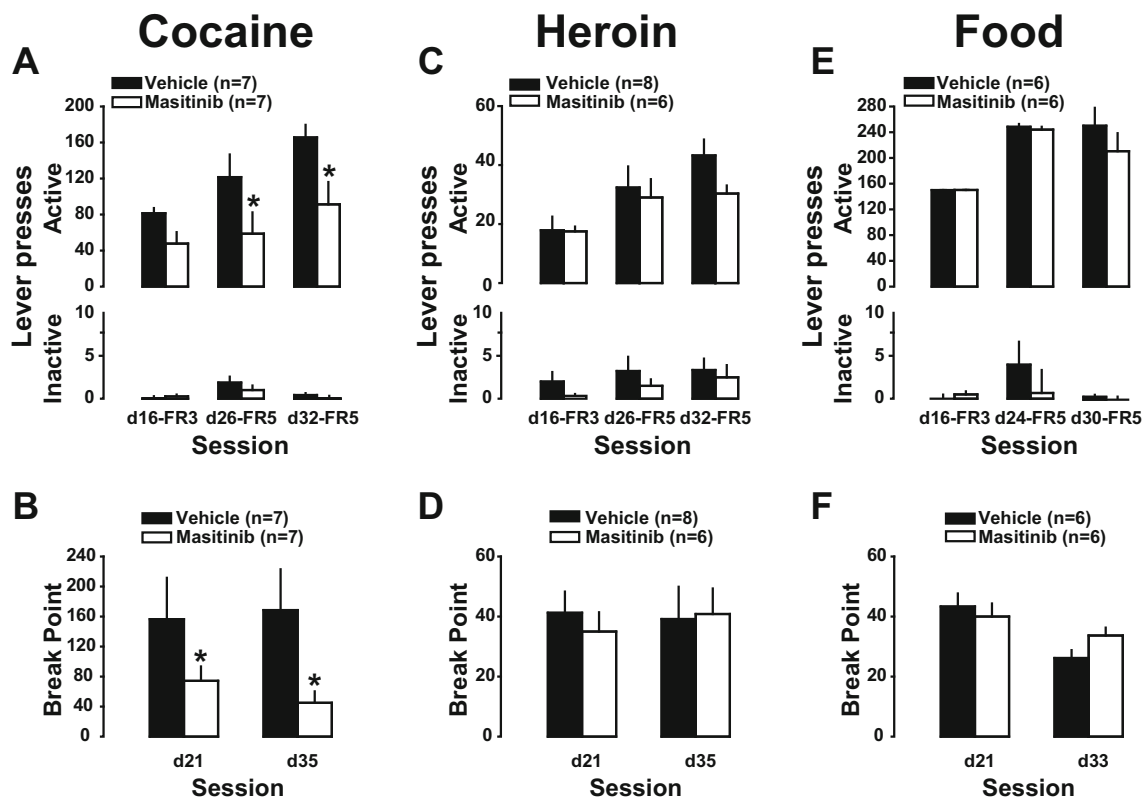 Cocaine
Heroin
Food
A
Vehicle (n=7)
Masitinib (n=7)
Lever presses
Active
Inactive
200
160
120
80
40
0
*
*
10
5
0
d16-FR3 d26-FR5 d32-FR5
Session
C
Vehicle (n=8)
Masitinib (n=6)
Lever presses
Active
Inactive
60
40
20
0
10
5
0
d16-FR3 d26-FR5 d32-FR5
Session
E
Vehicle (n=6)
Masitinib (n=6)
Lever presses
Active
Inactive
280
240
200
160
120
80
40
0
10
5
0
d16-FR3 d24-FR5 d30-FR5
Session
B
Vehicle (n=7)
Masitinib (n=7)
Break Point
240
200
160
120
80
40
0
*
*
d21 d35
Session
D
Vehicle (n=8)
Masitinib (n=6)
Break Point
60
40
20
0
d21 d35
Session
F
Vehicle (n=6)
Masitinib (n=6)
Break Point
60
40
20
0
d21 d33
Session